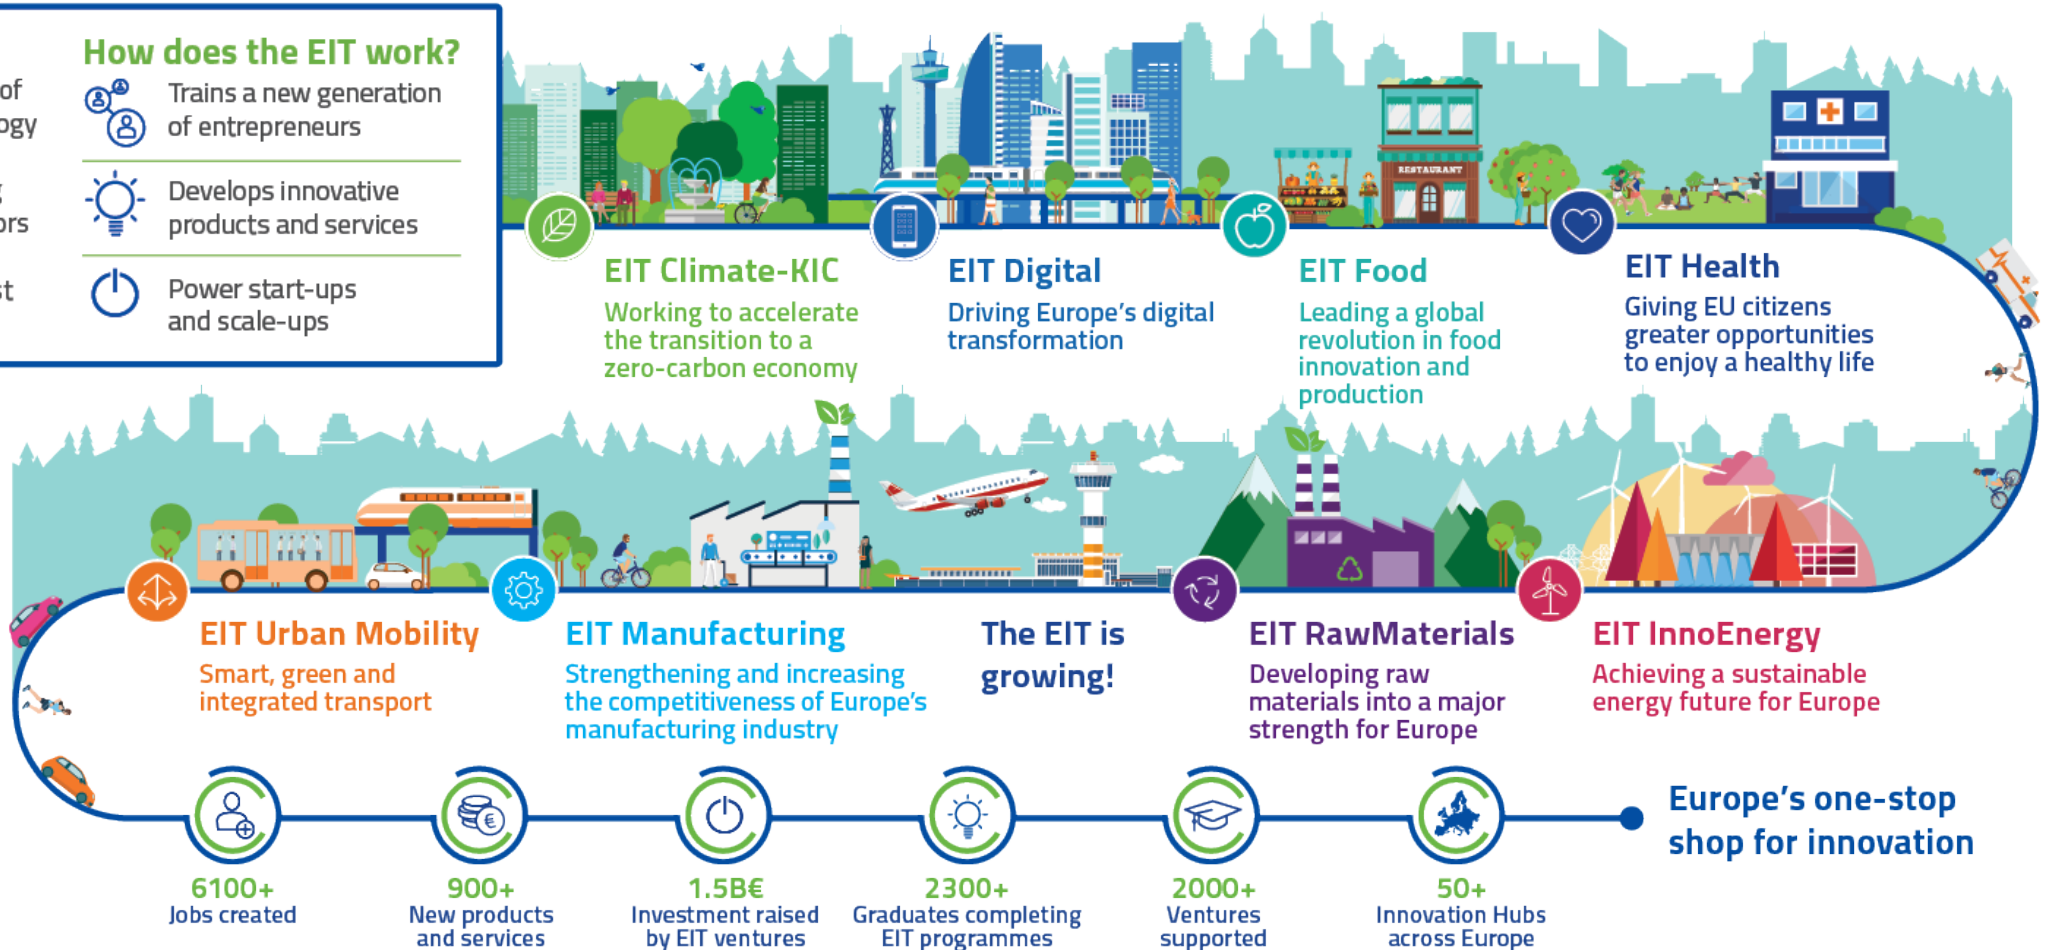 of
ogy
g
ors
st
How does the EIT work?
Trains a new generation
of entrepreneurs
Develops innovative
products and services
Power start-ups
and scale-ups
RESTAURANT
EIT Climate-KIC
Working to accelerate
the transition to a
zero-carbon economy
EIT Digital
Driving Europe's digital
transformation
EIT Food
Leading a global
revolution in food
innovation and
production
EIT Health
Giving EU citizens
greater opportunities
to enjoy a healthy life
EIT Urban Mobility
Smart, green and
integrated transport
EIT Manufacturing
Strengthening and increasing
the competitiveness of Europe's
manufacturing industry
The EIT is
growing!
EIT RawMaterials
Developing raw
materials into a major
strength for Europe
EIT InnoEnergy
Achieving a sustainable
energy future for Europe
6100+
Jobs created
900+
New products
and services
1.5B€
Investment raised
by EIT ventures
2300+
Graduates completing
EIT programmes
2000+
Ventures
supported
50+
Innovation Hubs
across Europe
Europe's one-stop
shop for innovation